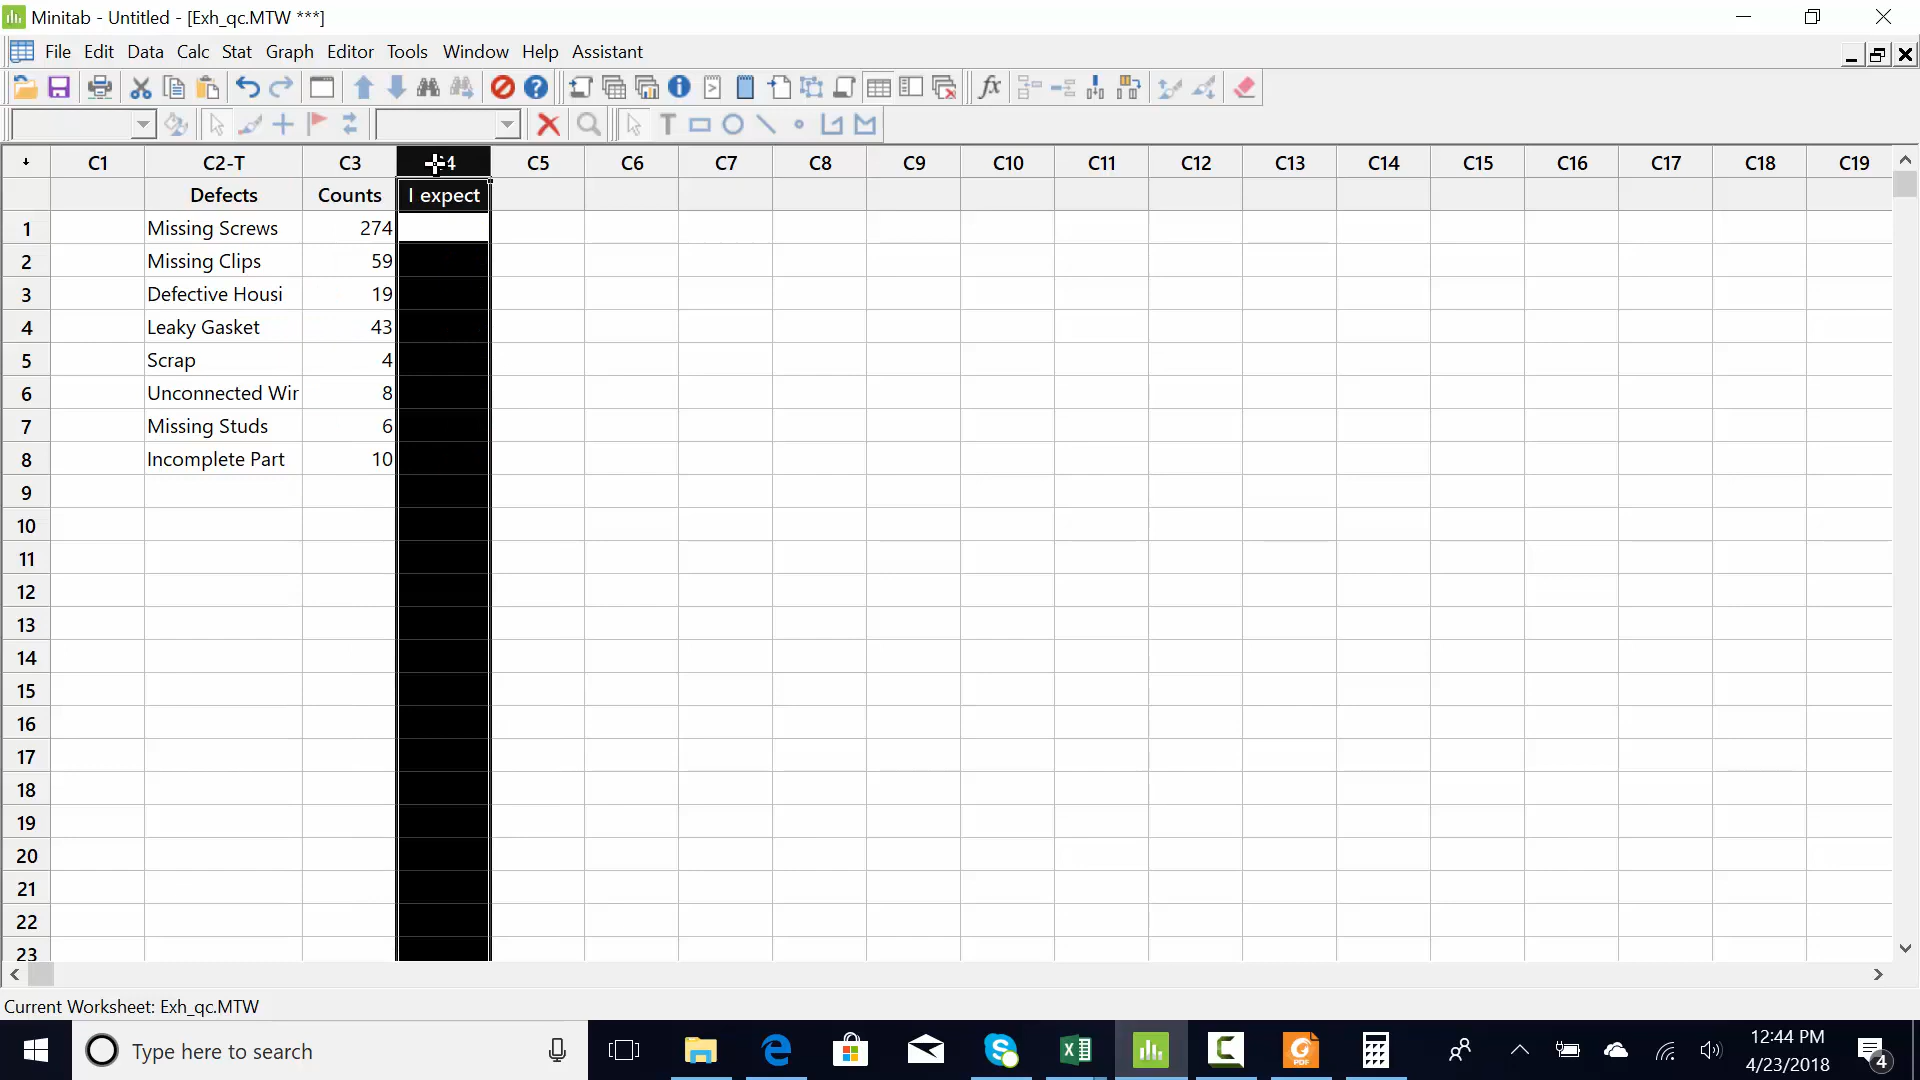 Minitab - Untitled - [Exh_qc.MTW ***]
File Edit Data Calc Stat Graph Editor Tools Window Help Assistant
C1 C2-T C3 4 C5 C6 C7 C8 C9 C10 C11 C12 C13 C14 C15 C16 C17 C18 C19
Defects Counts I expect
1 Missing Screws 274
2 Missing Clips 59
3 Defective Housi 19
4 Leaky Gasket 43
5 Scrap 4
6 Unconnected Wir 8
7 Missing Studs 6
8 Incomplete Part 10
9
10
11
12
13
14
15
16
17
18
19
20
21
22
23
Current Worksheet: Exh_qc.MTW
Type here to search
12:44 PM
4/23/2018
4